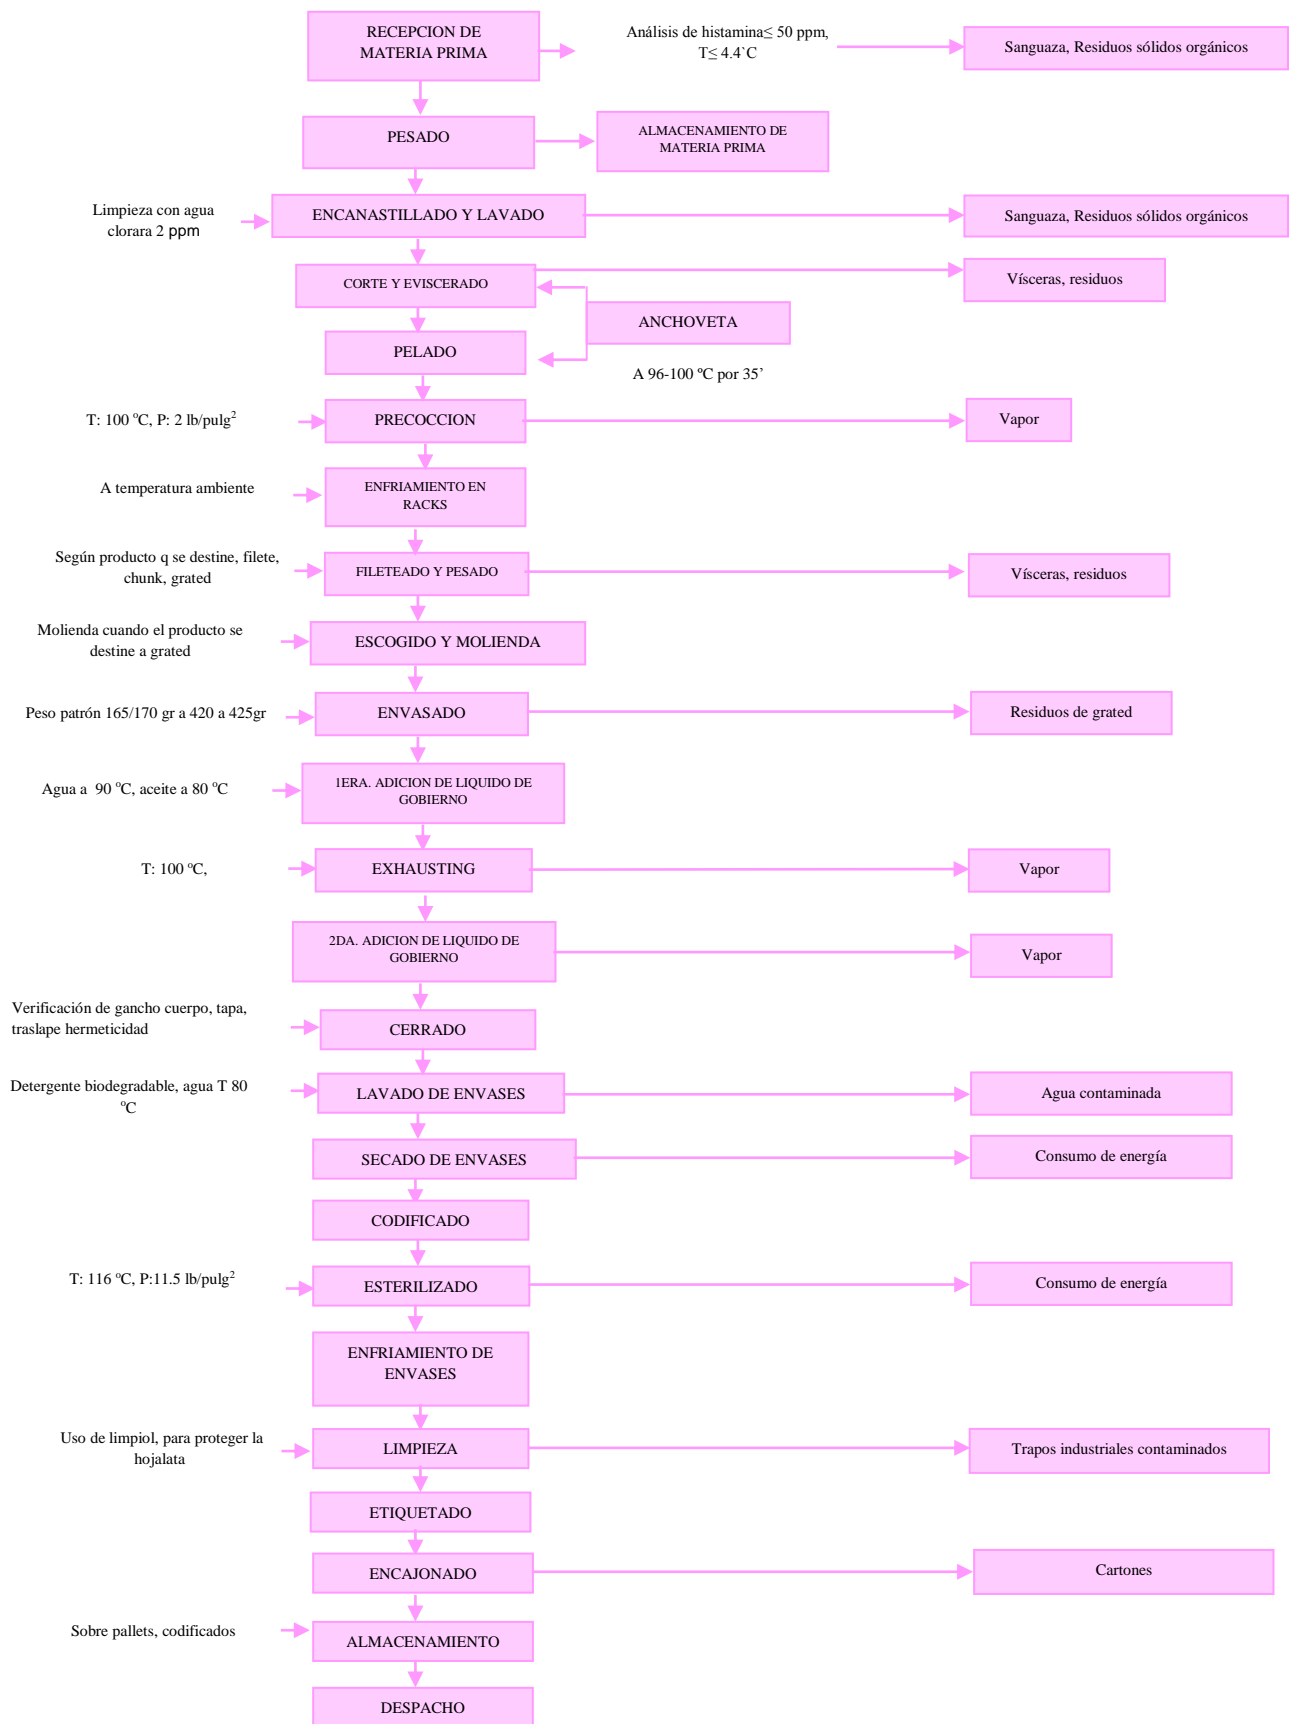 RECEPCION DE
MATERIA PRIMA
Análisis de histamina≤ 50 ppm,
T≤ 4.4`C
Sanguaza, Residuos sólidos orgánicos
PESADO
ALMACENAMIENTO DE
MATERIA PRIMA
Limpieza con agua
clorara 2 ppm
ENCANASTILLADO Y LAVADO
Sanguaza, Residuos sólidos orgánicos
CORTE Y EVISCERADO
Vísceras, residuos
ANCHOVETA
PELADO
A 96-100 ºC por 35’
T: 100 ºC, P: 2 lb/pulg²
PRECOCCION
Vapor
A temperatura ambiente
ENFRIAMIENTO EN
RACKS
Según producto q se destine, filete,
chunk, grated
FILETEADO Y PESADO
Vísceras, residuos
Molienda cuando el producto se
destine a grated
ESCOGIDO Y MOLIENDA
Peso patrón 165/170 gr a 420 a 425gr
ENVASADO
Residuos de grated
Agua a 90 ºC, aceite a 80 ºC
1ERA. ADICION DE LIQUIDO DE
GOBIERNO
T: 100 ºC,
EXHAUSTING
Vapor
2DA. ADICION DE LIQUIDO DE
GOBIERNO
Vapor
Verificación de gancho cuerpo, tapa,
traslape hermeticidad
CERRADO
Detergente biodegradable, agua T 80
ºC
LAVADO DE ENVASES
Agua contaminada
SECADO DE ENVASES
Consumo de energía
CODIFICADO
T: 116 ºC, P:11.5 lb/pulg²
ESTERILIZADO
Consumo de energía
ENFRIAMIENTO DE
ENVASES
Uso de limpiol, para proteger la
hojalata
LIMPIEZA
Trapos industriales contaminados
ETIQUETADO
ENCAJONADO
Cartones
Sobre pallets, codificados
ALMACENAMIENTO
DESPACHO